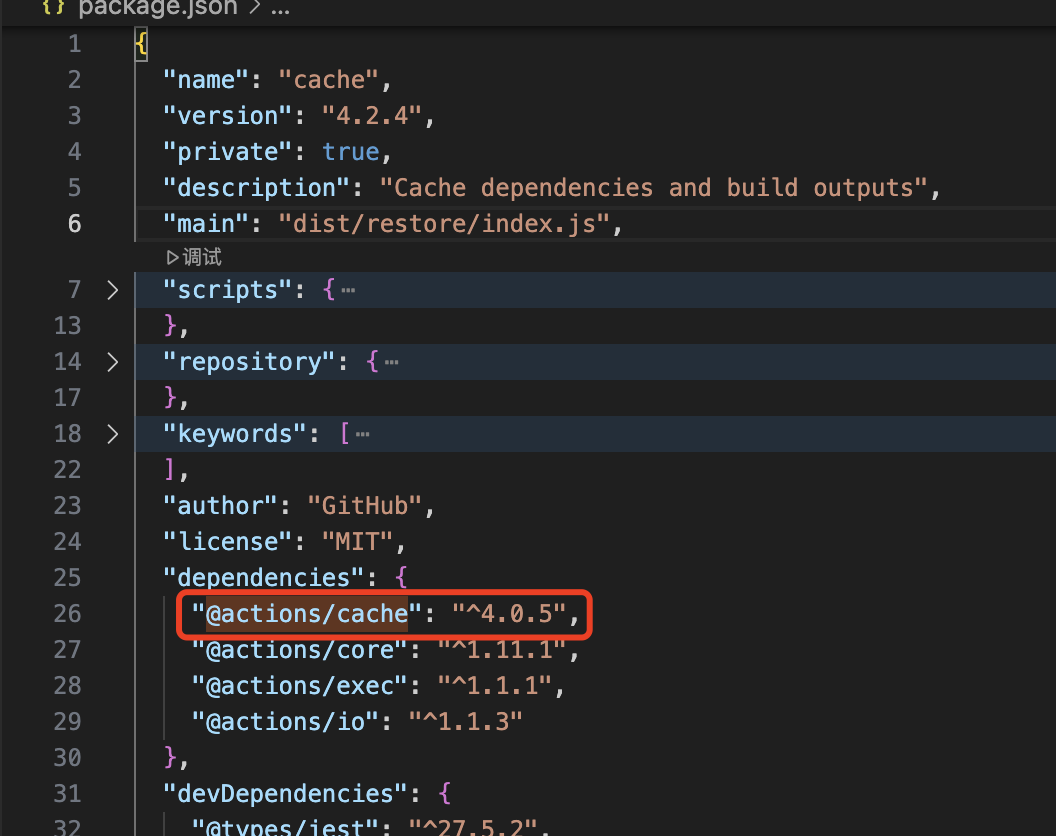 {} package.json > ...
1 {
2 "name": "cache",
3 "version": "4.2.4",
4 "private": true,
5 "description": "Cache dependencies and build outputs",
6 "main": "dist/restore/index.js",
▷调试
7 > "scripts": { ⋯
13 },
14 > "repository": { ⋯
17 },
18 > "keywords": [ ⋯
22 ],
23 "author": "GitHub",
24 "license": "MIT",
25 "dependencies": {
26 "@actions/cache": "^4.0.5",
27 "@actions/core": "^1.11.1",
28 "@actions/exec": "^1.1.1",
29 "@actions/io": "^1.1.3"
30 },
31 "devDependencies": {
32 "@types/jest": "^27.5.2",